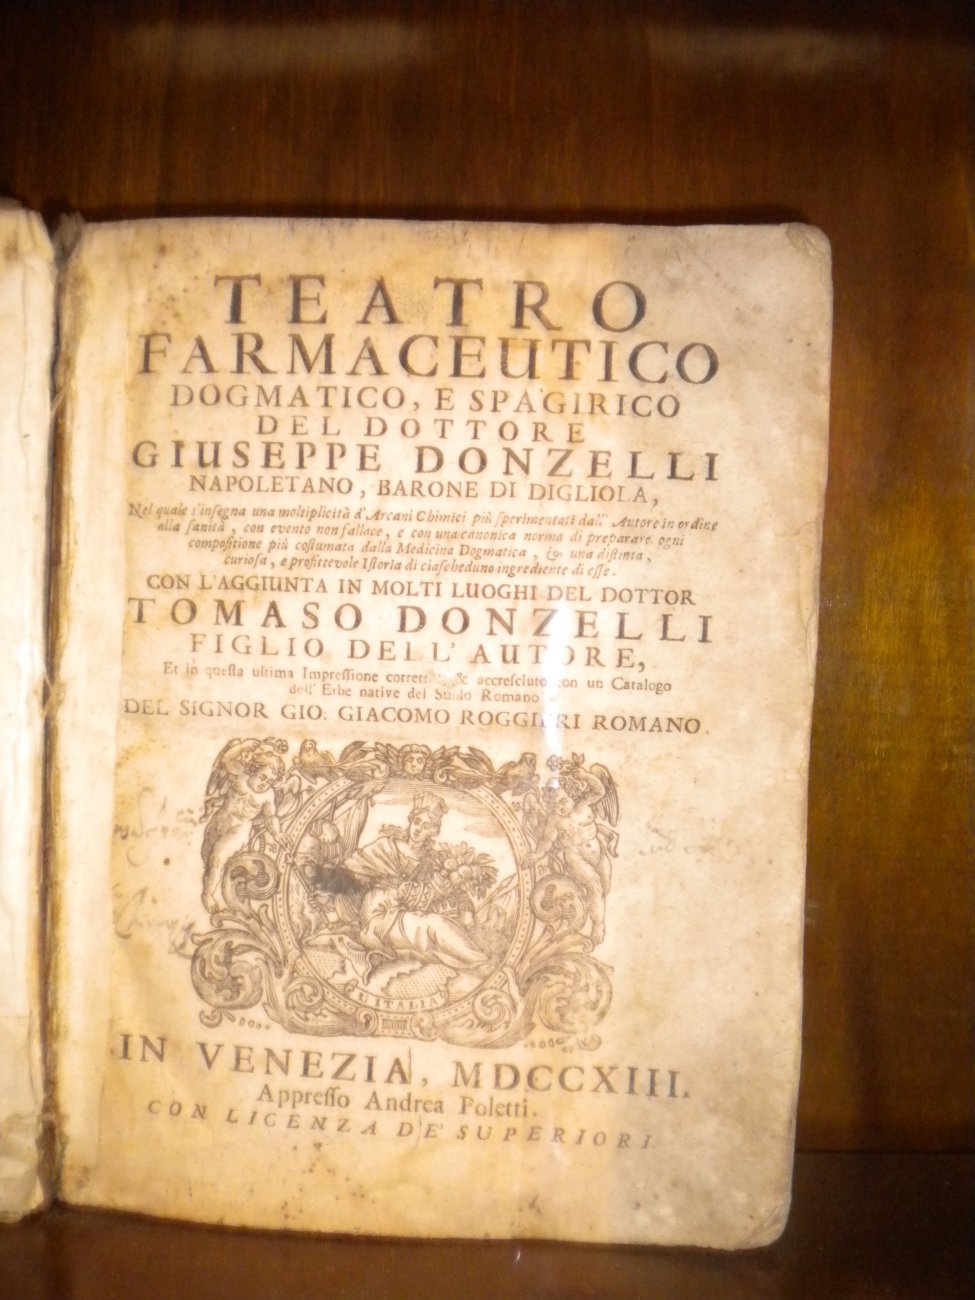 TEATRO
FARMACEUTICO
DOGMATICO, E SPAGIRICO
DEL DOTTORE
GIUSEPPE DONZELLI
NAPOLETANO, BARONE DI DIGLIOLA,
Nel quale s'insegna una moltiplicità d'Arcani Chimici più sperimentati dall' Autore in ordine
alla sanità, con evento non fallace, e con una canonica norma di preparare ogni
compositione più costumata dalla Medicina Dogmatica, & una distinta,
curiosa, e profittevole Istoria di ciascheduno ingrediente di esse.
CON L'AGGIUNTA IN MOLTI LUOGHI DEL DOTTOR
TOMASO DONZELLI
FIGLIO DELL' AUTORE,
Et in questa ultima Impressione & accresciuto con un Catalogo
dell' Erbe native del Suolo Romano
DEL SIGNOR GIO: GIACOMO ROGGIERI ROMANO.
L'ITALIA
IN VENEZIA, MDCCXIII.
Appresso Andrea Poletti.
CON LICENZA DE' SUPERIORI.